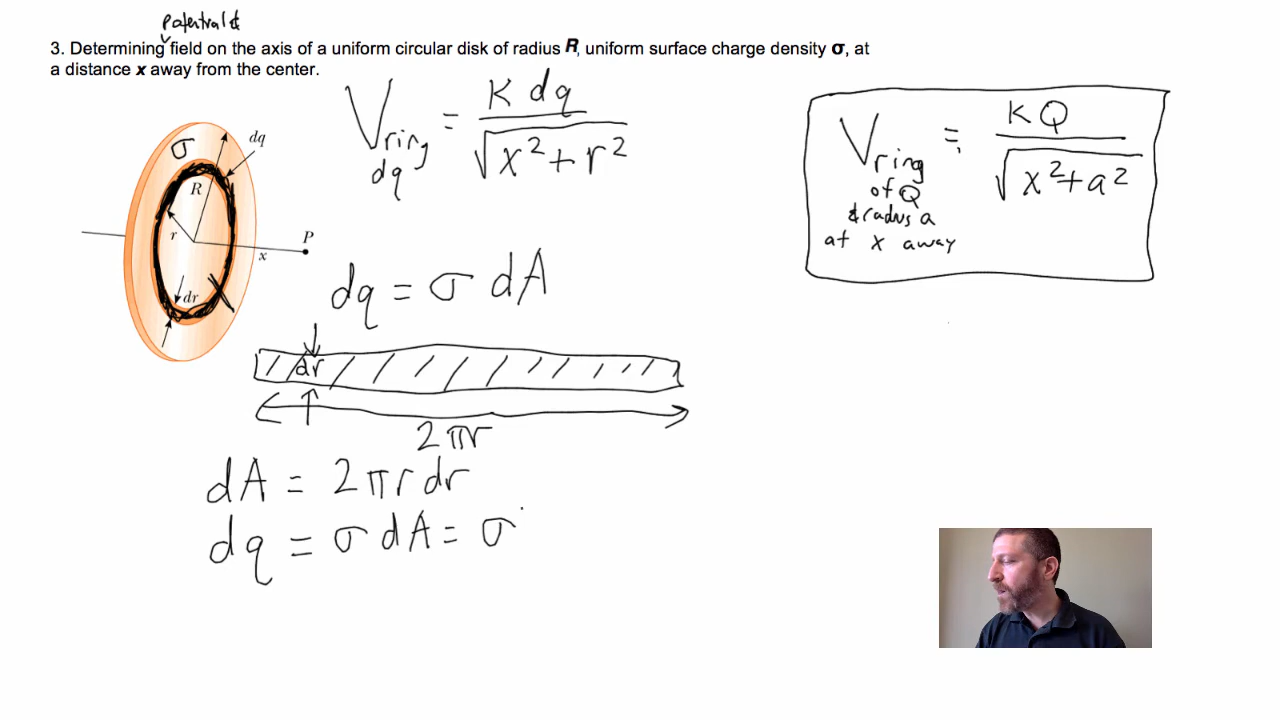 potential &
3. Determining field on the axis of a uniform circular disk of radius R, uniform surface charge density σ, at
a distance x away from the center.
V ring dq = K dq / √x² + r²
V ring of Q & radius a at x away = KQ / √x² + a²
σ
dq
R
r
P
x
dr
dq = σ dA
dr
2πr
dA = 2πr dr
dq = σ dA = σ